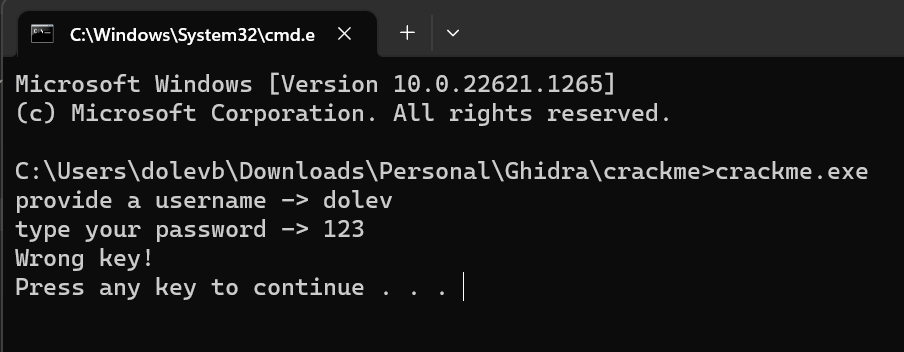 C:\Windows\System32\cmd.e
Microsoft Windows [Version 10.0.22621.1265]
(c) Microsoft Corporation. All rights reserved.
C:\Users\dolevb\Downloads\Personal\Ghidra\crackme>crackme.exe
provide a username -> dolev
type your password -> 123
Wrong key!
Press any key to continue . . .